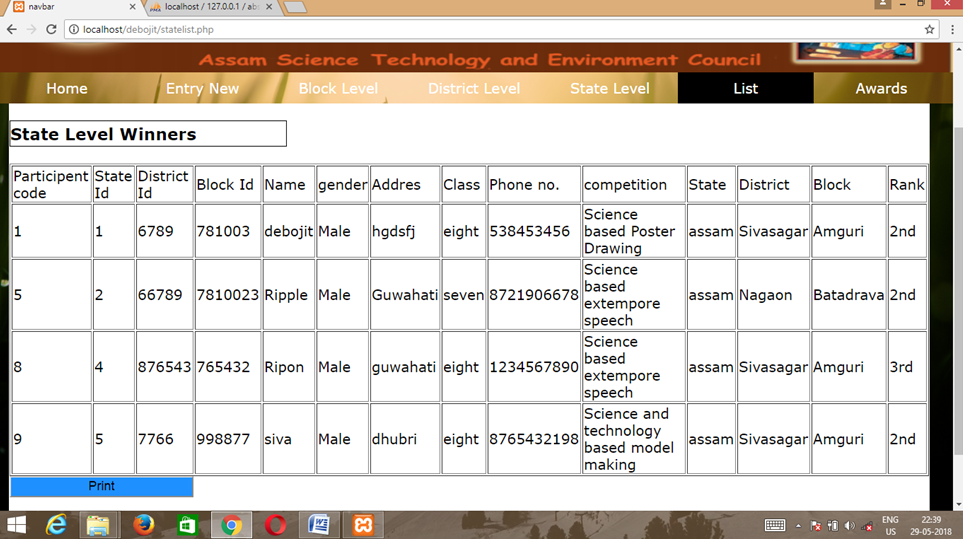 navbar
localhost / 127.0.0.1 / ab
localhost/debojit/statelist.php
Assam Science Technology and Environment Council
Home Entry New Block Level District Level State Level List Awards
State Level Winners
Participent code State Id District Id Block Id Name gender Addres Class Phone no. competition State District Block Rank
1 1 6789 781003 debojit Male hgdsfj eight 538453456 Science based Poster Drawing assam Sivasagar Amguri 2nd
5 2 66789 7810023 Ripple Male Guwahati seven 8721906678 Science based extempore speech assam Nagaon Batadrava 2nd
8 4 876543 765432 Ripon Male guwahati eight 1234567890 Science based extempore speech assam Sivasagar Amguri 3rd
9 5 7766 998877 siva Male dhubri eight 8765432198 Science and technology based model making assam Sivasagar Amguri 2nd
Print
ENG 22:39
US 29-05-2018